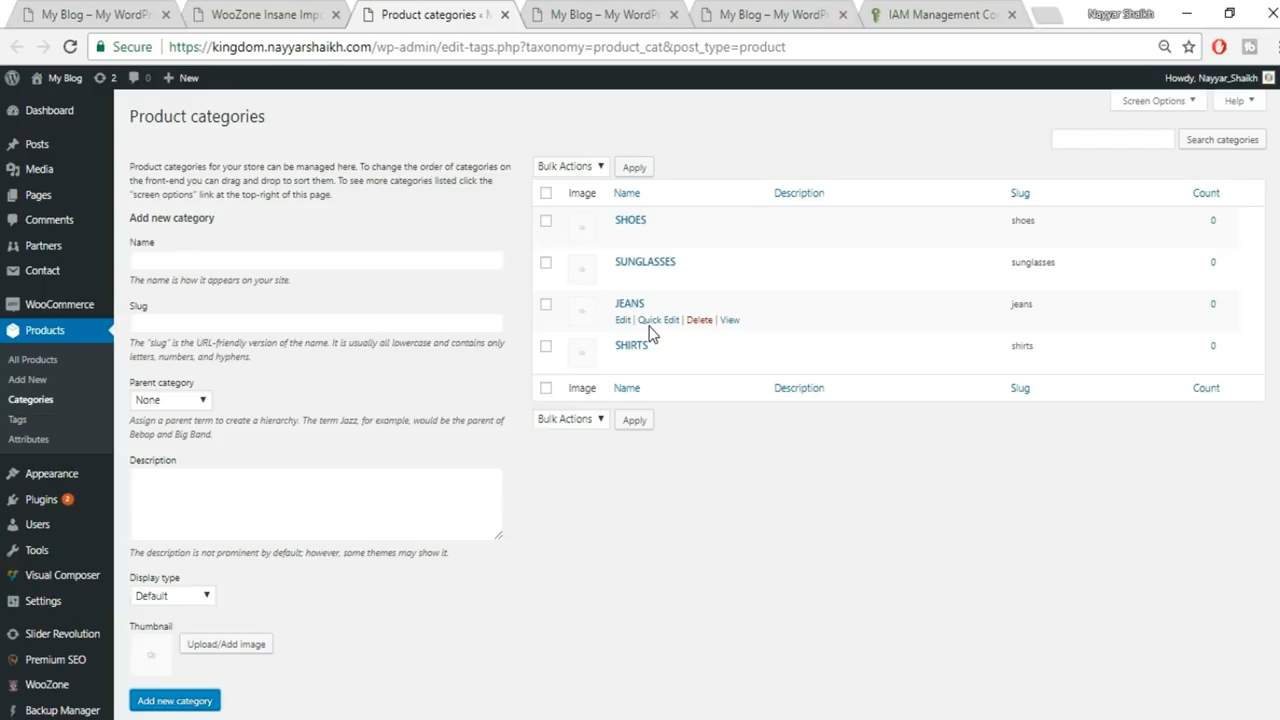 My Blog – My WordPr
WooZone Insane Imp
Product categories ‹
My Blog – My WordPr
My Blog – My WordPr
IAM Management Co
Nayyar Shaikh
Secure
https://kingdom.nayyarshaikh.com/wp-admin/edit-tags.php?taxonomy=product_cat&post_type=product
My Blog
2
0
New
Howdy, Nayyar_Shaikh
Dashboard
Posts
Media
Pages
Comments
Partners
Contact
WooCommerce
Products
All Products
Add New
Categories
Tags
Attributes
Appearance
Plugins 2
Users
Tools
Visual Composer
Settings
Slider Revolution
Premium SEO
WooZone
Backup Manager
Screen Options
Help
Product categories
Search categories
Product categories for your store can be managed here. To change the order of categories on
the front-end you can drag and drop to sort them. To see more categories listed click the
"screen options" link at the top-right of this page.
Add new category
Name
The name is how it appears on your site.
Slug
The "slug" is the URL-friendly version of the name. It is usually all lowercase and contains only
letters, numbers, and hyphens.
Parent category
None
Assign a parent term to create a hierarchy. The term Jazz, for example, would be the parent of
Bebop and Big Band.
Description
The description is not prominent by default; however, some themes may show it.
Display type
Default
Thumbnail
Upload/Add image
Add new category
Bulk Actions
Apply
Image Name Description Slug Count
SHOES shoes 0
SUNGLASSES sunglasses 0
JEANS jeans 0
Edit | Quick Edit | Delete | View
SHIRTS shirts 0
Image Name Description Slug Count
Bulk Actions
Apply